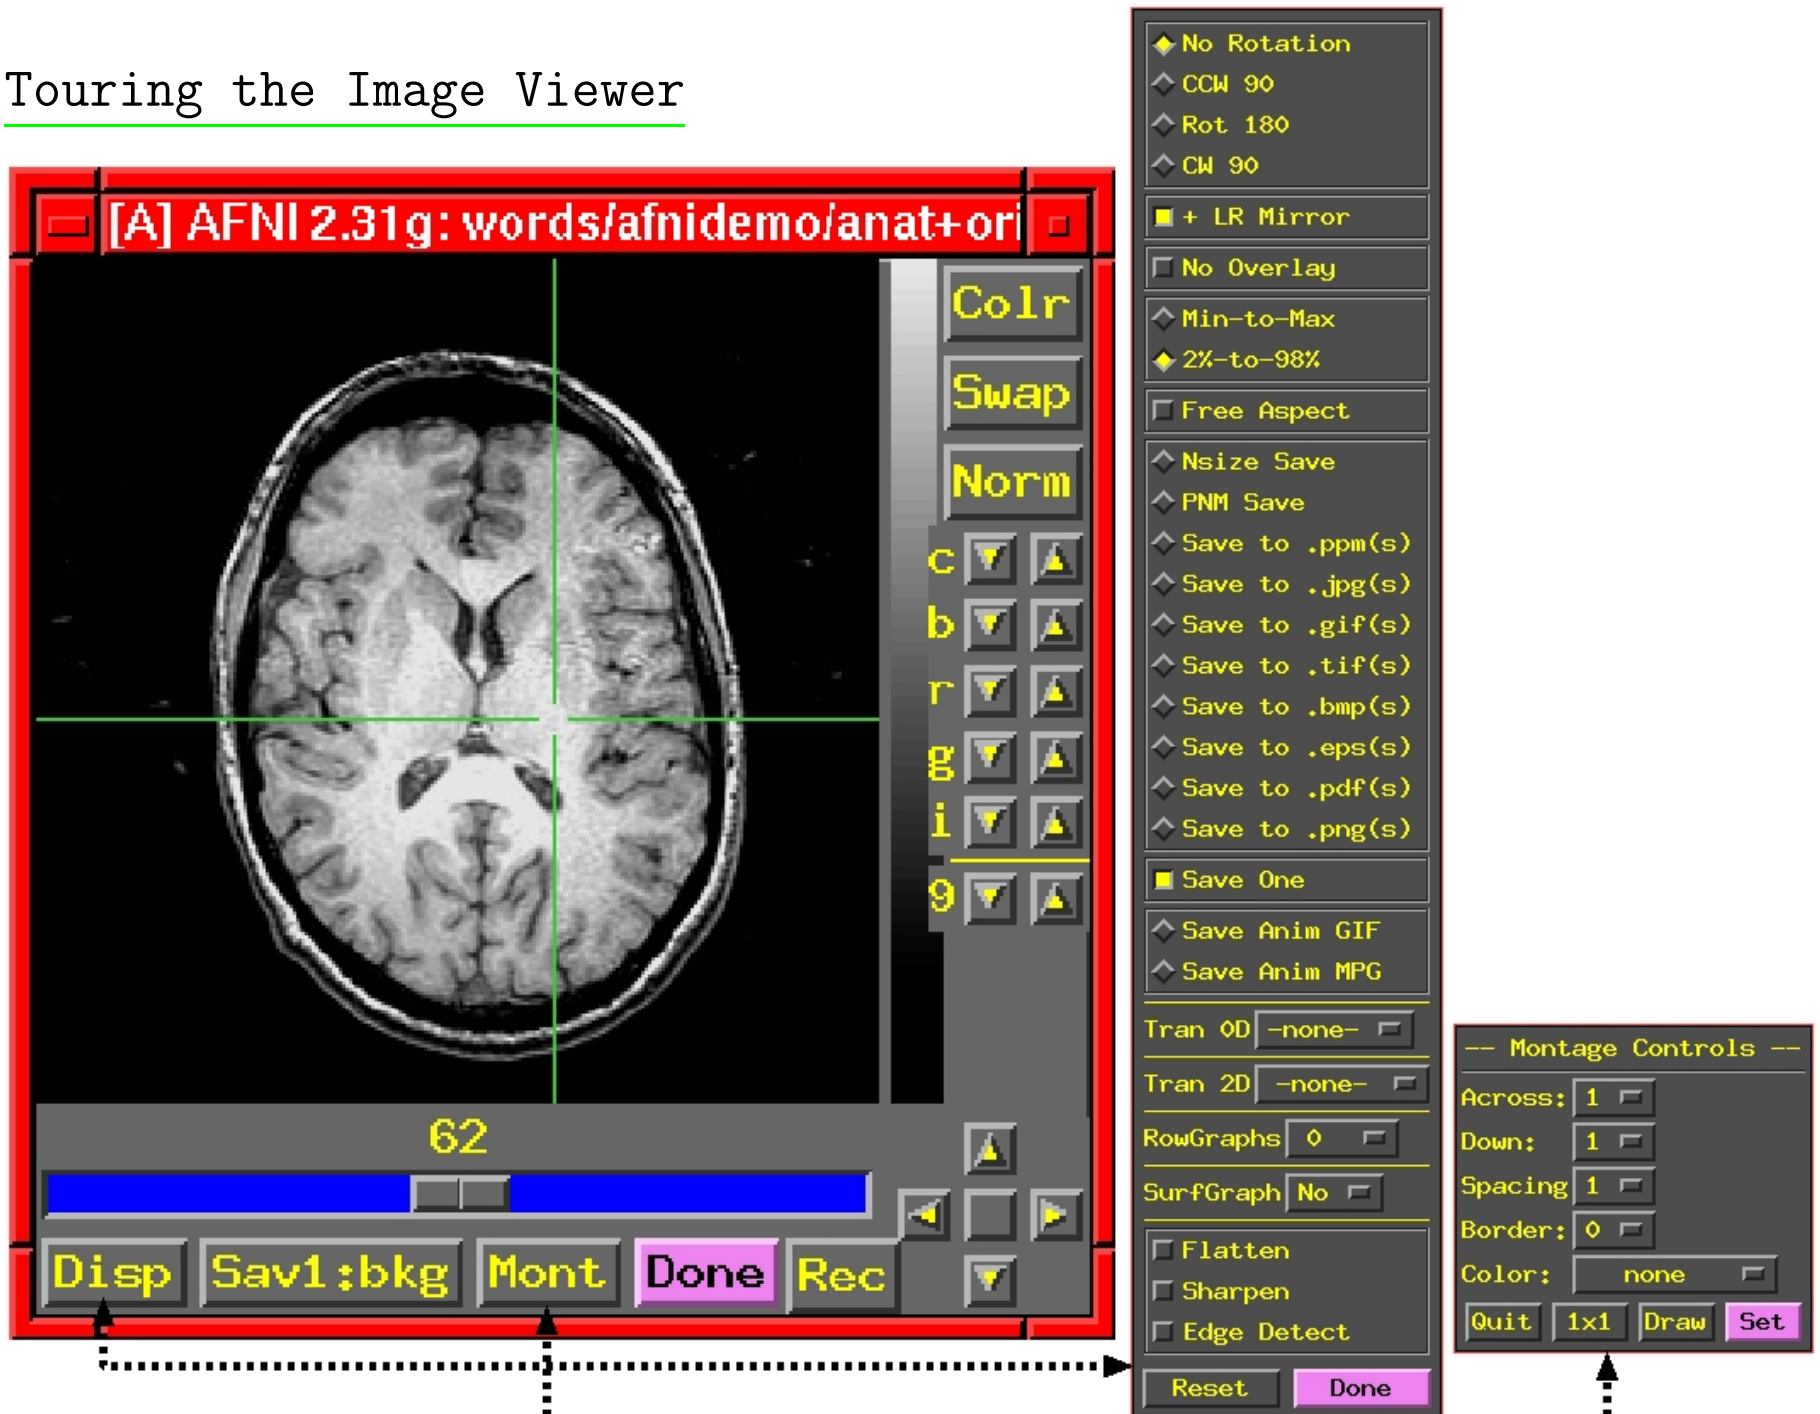 Touring the Image Viewer
[A] AFNI 2.31g: words/afnidemo/anat+ori
Colr
Swap
Norm
c
b
r
g
i
9
62
Disp Sav1:bkg Mont Done Rec
No Rotation
CCW 90
Rot 180
CW 90
+ LR Mirror
No Overlay
Min-to-Max
2%-to-98%
Free Aspect
Nsize Save
PNM Save
Save to .ppm(s)
Save to .jpg(s)
Save to .gif(s)
Save to .tif(s)
Save to .bmp(s)
Save to .eps(s)
Save to .pdf(s)
Save to .png(s)
Save One
Save Anim GIF
Save Anim MPG
Tran 0D -none-
Tran 2D -none-
RowGraphs 0
SurfGraph No
Flatten
Sharpen
Edge Detect
Reset Done
-- Montage Controls --
Across: 1
Down: 1
Spacing 1
Border: 0
Color: none
Quit 1x1 Draw Set